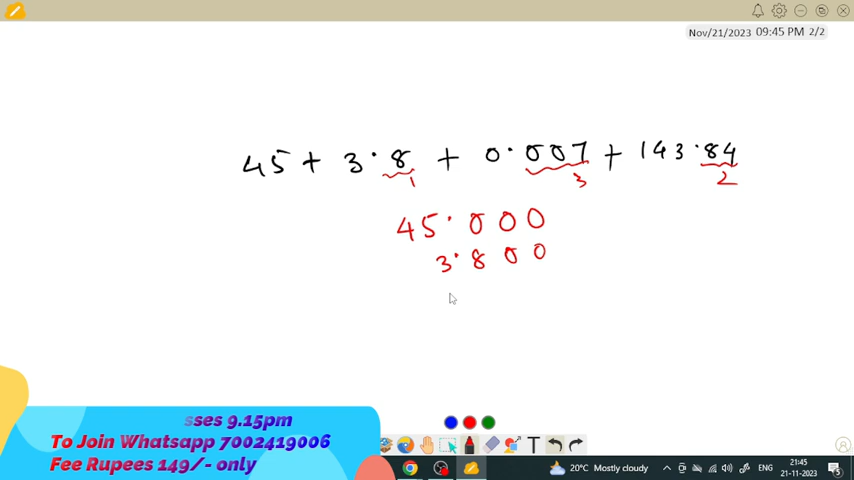 Nov/21/2023 09:45 PM 2/2
45 + 3.8 + 0.007 + 143.84
1 3 2
45.000
3.800
sses 9.15pm
To Join Whatsapp 7002419006
Fee Rupees 149/- only
T
20°C Mostly cloudy
ENG
21:45
21-11-2023
5